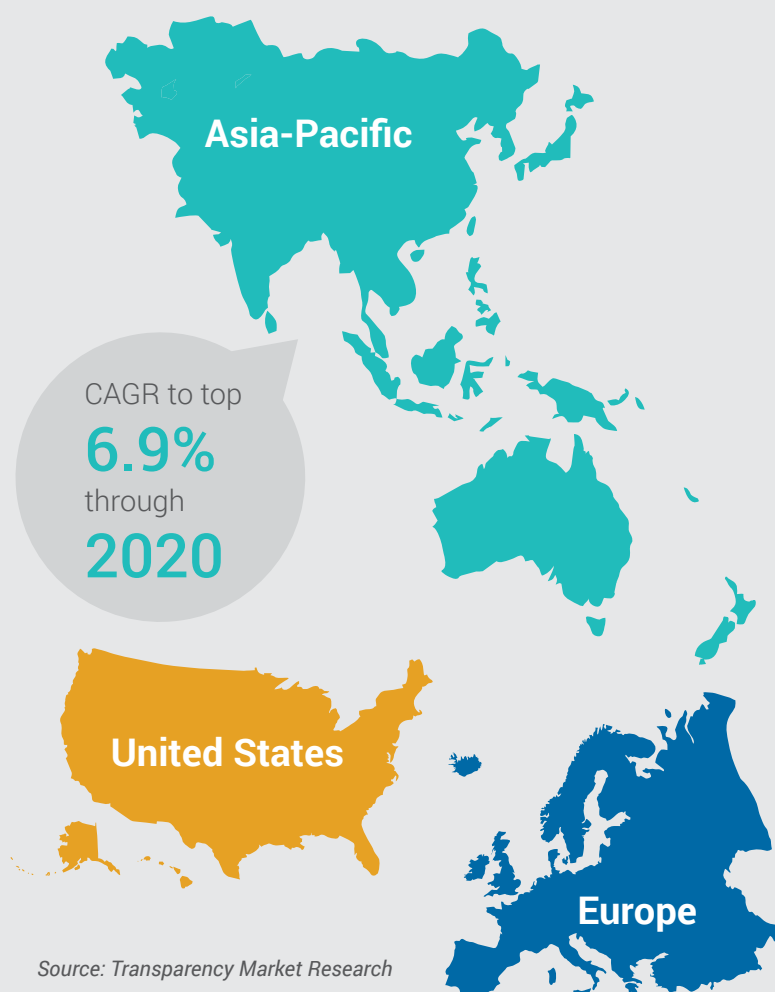 Asia-Pacific
CAGR to top
6.9%
through
2020
United States
Europe
Source: Transparency Market Research